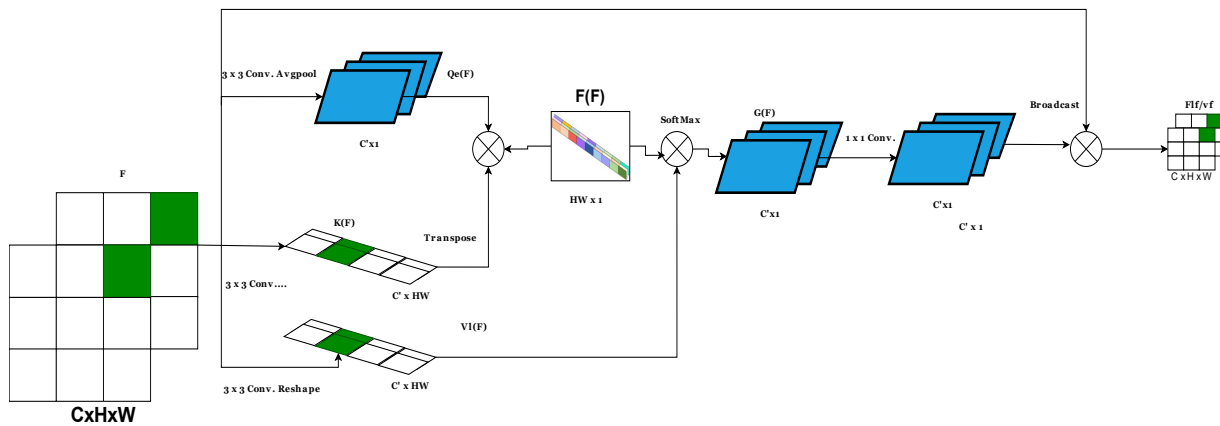 3 x 3 Conv. Avgpool
Qe(F)
C'x1
F(F)
HW x 1
SoftMax
G(F)
C'x1
1 x 1 Conv.
C'x1
C' x 1
Broadcast
Flf/vf
C x H x W
F
CxHxW
K(F)
Transpose
3 x 3 Conv....
C' x HW
Vl(F)
C' x HW
3 x 3 Conv. Reshape